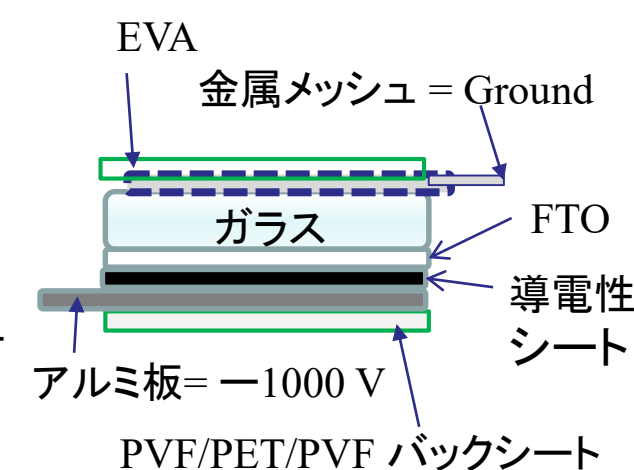 EVA
金属メッシュ = Ground
ガラス
FTO
導電性
シート
アルミ板= ー1000 V
PVF/PET/PVF バックシート